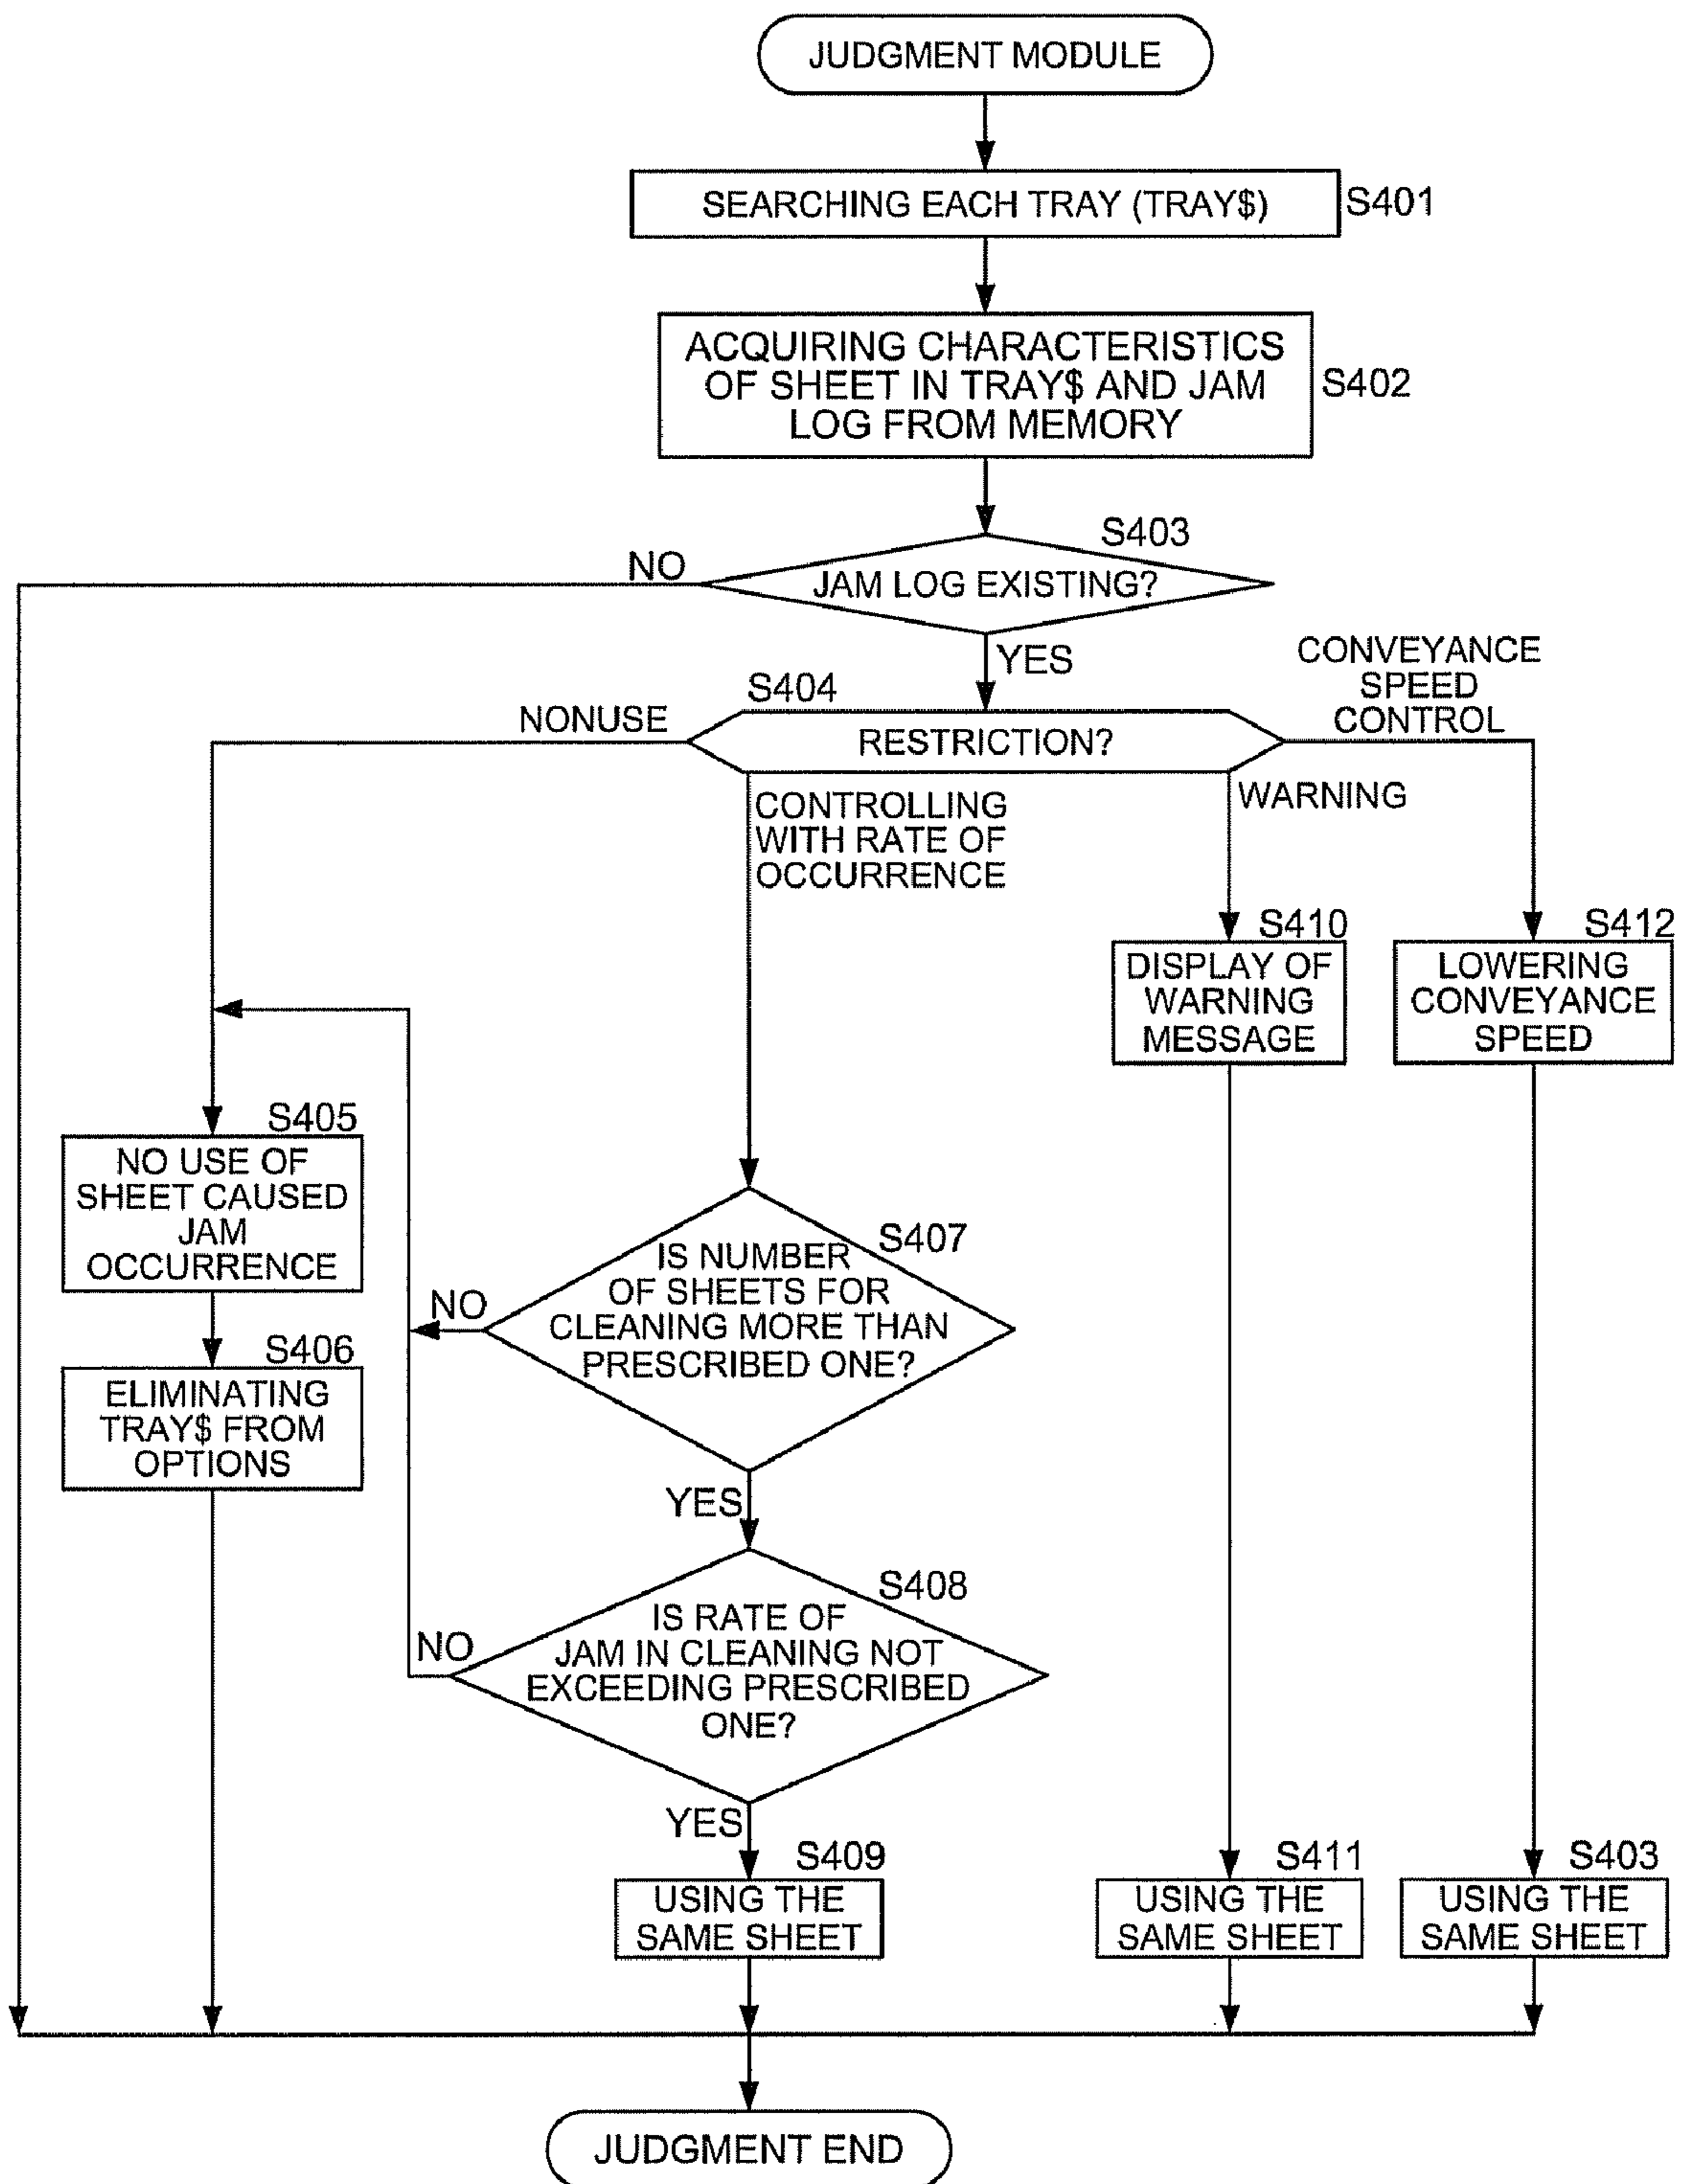 JUDGMENT MODULE
SEARCHING EACH TRAY (TRAY$)
S401
ACQUIRING CHARACTERISTICS
OF SHEET IN TRAY$ AND JAM
LOG FROM MEMORY
S402
S403
JAM LOG EXISTING?
NO
YES
S404
RESTRICTION?
NONUSE
CONTROLLING
WITH RATE OF
OCCURRENCE
WARNING
CONVEYANCE
SPEED
CONTROL
S410
DISPLAY OF
WARNING
MESSAGE
S412
LOWERING
CONVEYANCE
SPEED
S405
NO USE OF
SHEET CAUSED
JAM
OCCURRENCE
S406
ELIMINATING
TRAY$ FROM
OPTIONS
S407
IS NUMBER
OF SHEETS FOR
CLEANING MORE THAN
PRESCRIBED ONE?
NO
YES
S408
IS RATE OF
JAM IN CLEANING NOT
EXCEEDING PRESCRIBED
ONE?
NO
YES
S409
USING THE
SAME SHEET
S411
USING THE
SAME SHEET
S403
USING THE
SAME SHEET
JUDGMENT END